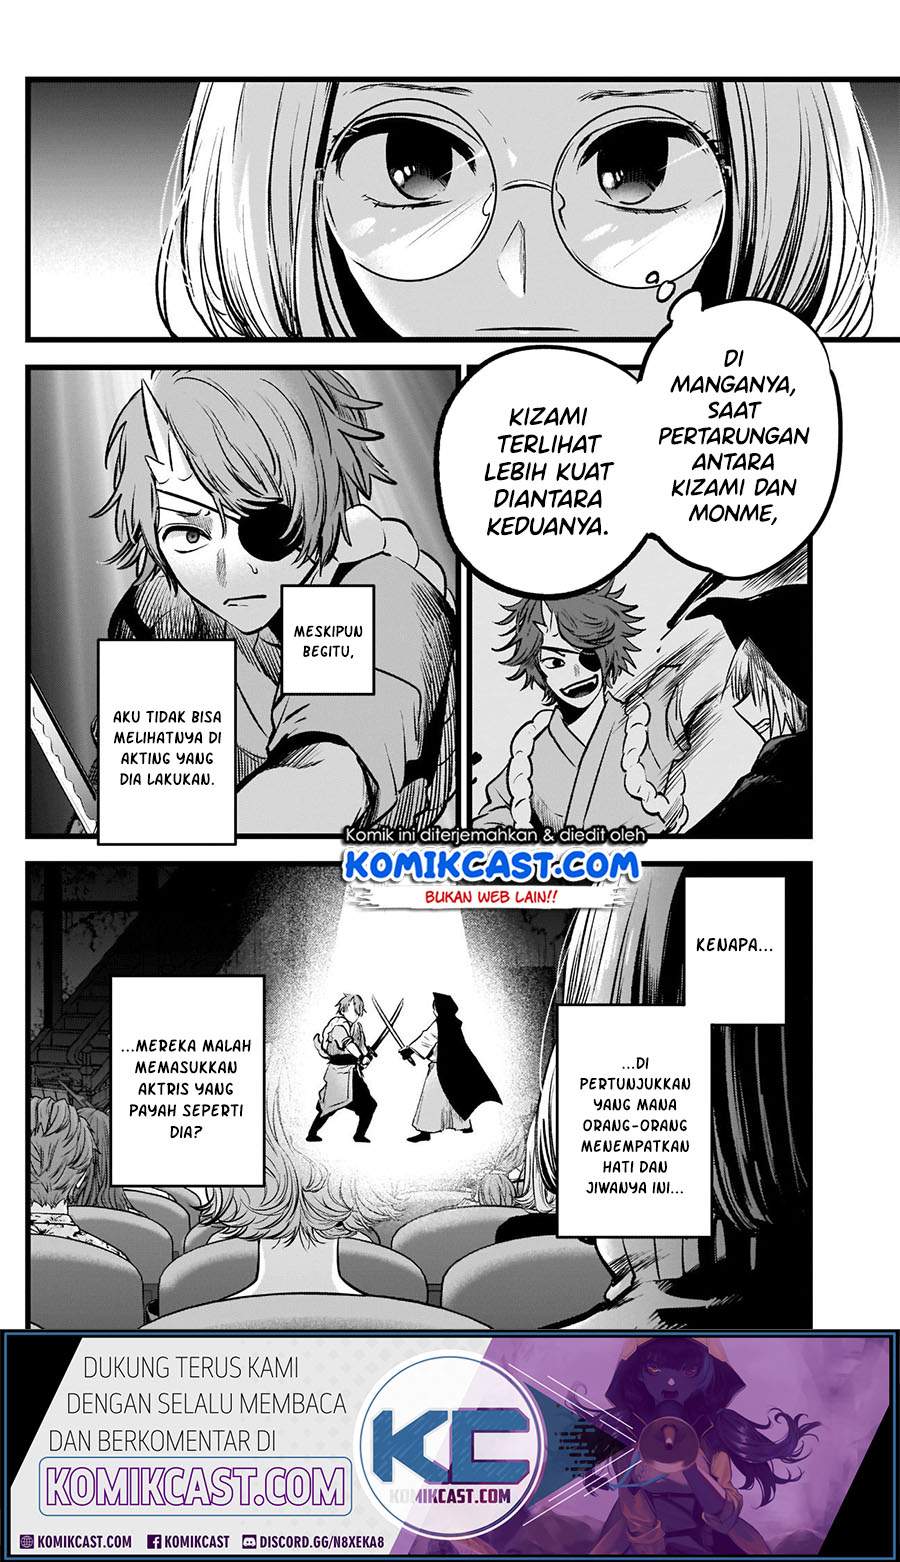 DI
MANGANYA,
SAAT
PERTARUNGAN
ANTARA
KIZAMI DAN
MONME,
KIZAMI
TERLIHAT
LEBIH KUAT
DIANTARA
KEDUANYA.
MESKIPUN
BEGITU,
AKU TIDAK BISA
MELIHATNYA DI
AKTING YANG
DIA LAKUKAN.
Komik ini diterjemahkan & diedit oleh
KOMIKCAST.COM
BUKAN WEB LAIN!!
KENAPA...
...DI
PERTUNJUKKAN
YANG MANA
ORANG-ORANG
MENEMPATKAN
HATI DAN
JIWANYA INI...
...MEREKA MALAH
MEMASUKKAN
AKTRIS YANG
PAYAH SEPERTI
DIA?
DUKUNG TERUS KAMI
DENGAN SELALU MEMBACA
DAN BERKOMENTAR DI
KOMIKCAST.COM
KOMIKCAST.COM KOMIKCAST DISCORD.GG/N8XEKA8
KC
KOMIKCAST.COM